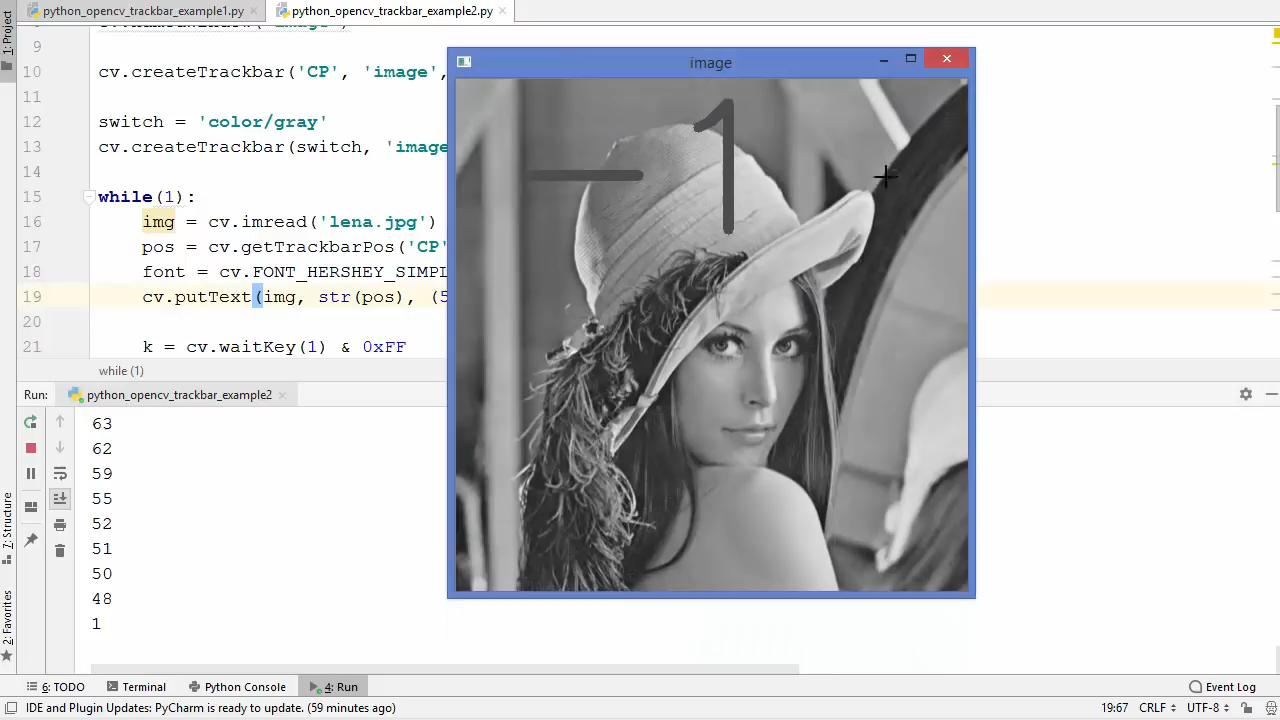 python_opencv_trackbar_example1.py
python_opencv_trackbar_example2.py
1: Project
9
10 cv.createTrackbar('CP', 'image',
11
12 switch = 'color/gray'
13 cv.createTrackbar(switch, 'image
14
15 while(1):
16 img = cv.imread('lena.jpg')
17 pos = cv.getTrackbarPos('CP'
18 font = cv.FONT_HERSHEY_SIMPL
19 cv.putText(img, str(pos), (5
20
21 k = cv.waitKey(1) & 0xFF
while (1)
image
-1
Run: python_opencv_trackbar_example2
63
62
59
55
52
51
50
48
1
7: Structure
2: Favorites
6: TODO Terminal Python Console 4: Run Event Log
IDE and Plugin Updates: PyCharm is ready to update. (59 minutes ago) 19:67 CRLF UTF-8